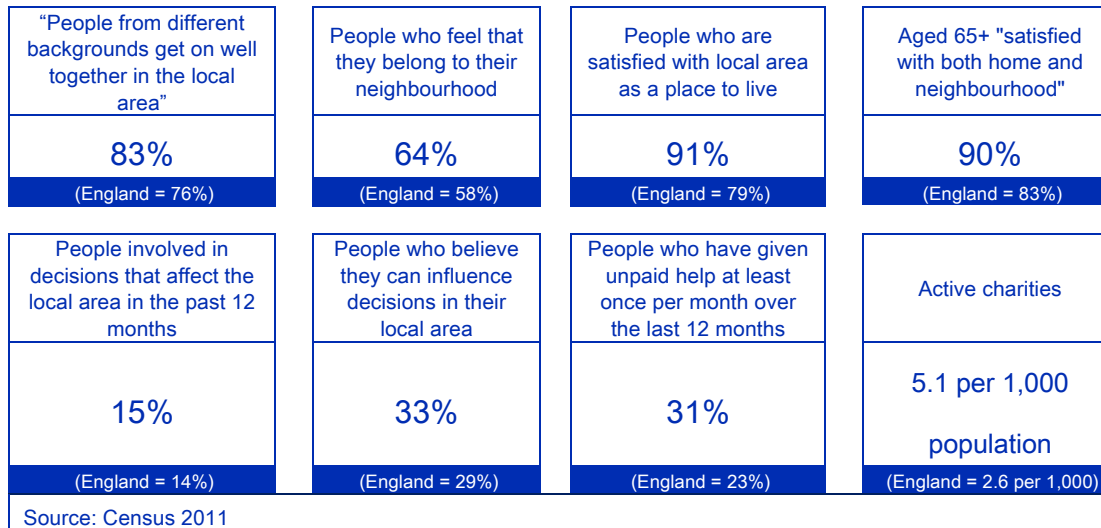 “People from different
backgrounds get on well
together in the local
area”
83%
(England = 76%)
People who feel that
they belong to their
neighbourhood
64%
(England = 58%)
People who are
satisfied with local area
as a place to live
91%
(England = 79%)
Aged 65+ "satisfied
with both home and
neighbourhood"
90%
(England = 83%)
People involved in
decisions that affect the
local area in the past 12
months
15%
(England = 14%)
People who believe
they can influence
decisions in their
local area
33%
(England = 29%)
People who have given
unpaid help at least
once per month over
the last 12 months
31%
(England = 23%)
Active charities
5.1 per 1,000
population
(England = 2.6 per 1,000)
Source: Census 2011